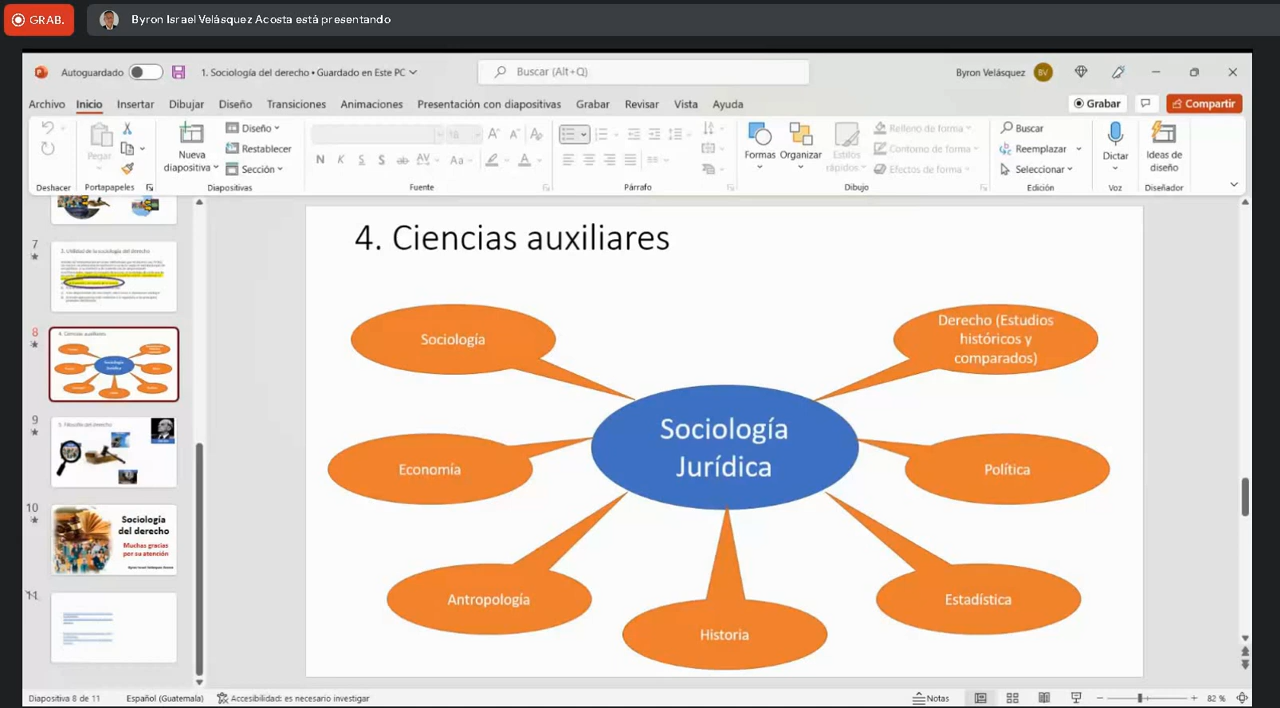 GRAB.
Byron Israel Velásquez Acosta está presentando
Autoguardado
1. Sociología del derecho • Guardado en Este PC
Buscar (Alt+Q)
Byron Velásquez
BV
Archivo Inicio Insertar Dibujar Diseño Transiciones Animaciones Presentación con diapositivas Grabar Revisar Vista Ayuda
Grabar
Compartir
Pegar
Nueva
diapositiva
Diseño
Restablecer
Sección
N K S S ab AV Aa A
Formas
Organizar
Estilos
rápidos
Relleno de forma
Contorno de forma
Efectos de forma
Buscar
Reemplazar
Seleccionar
Dictar
Ideas de
diseño
Deshacer Portapapeles Diapositivas Fuente Párrafo Dibujo Edición Voz Diseñador
7
8
9
10
Sociología
del derecho
Muchas gracias
por su atención
11
4. Ciencias auxiliares
Sociología
Derecho (Estudios
históricos y
comparados)
Sociología
Jurídica
Economía
Política
Antropología
Historia
Estadística
Diapositiva 8 de 11
Español (Guatemala)
Accesibilidad: es necesario investigar
Notas
82 %